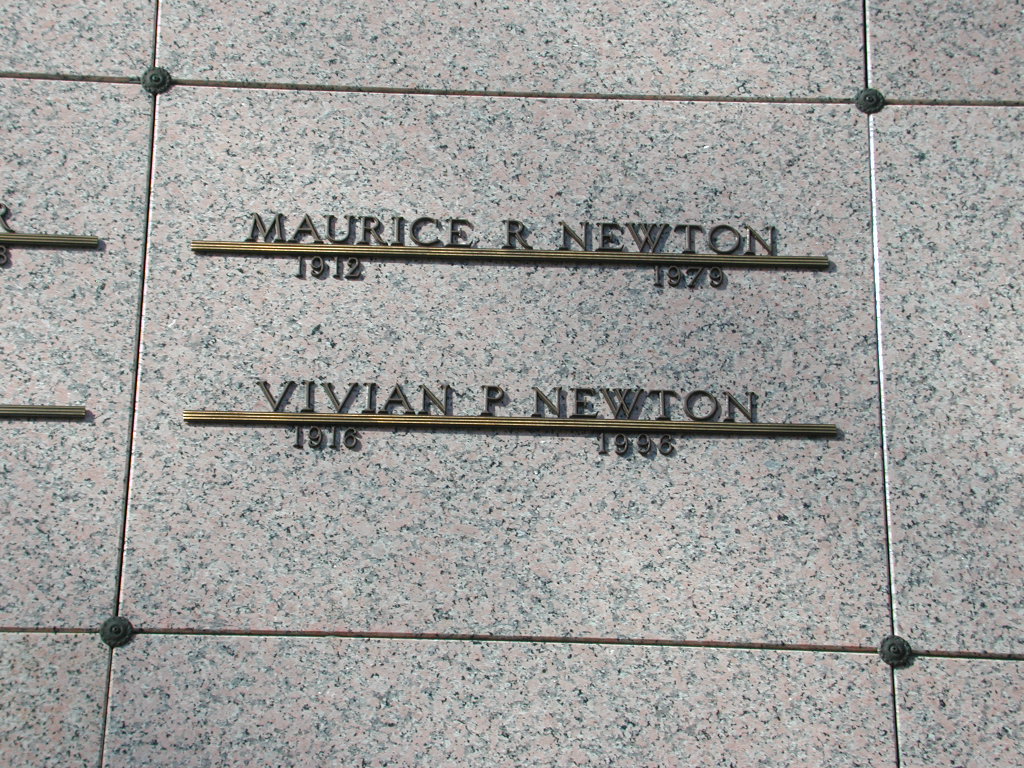 MAURICE R NEWTON
1912 1979
VIVIAN P NEWTON
1916 1996